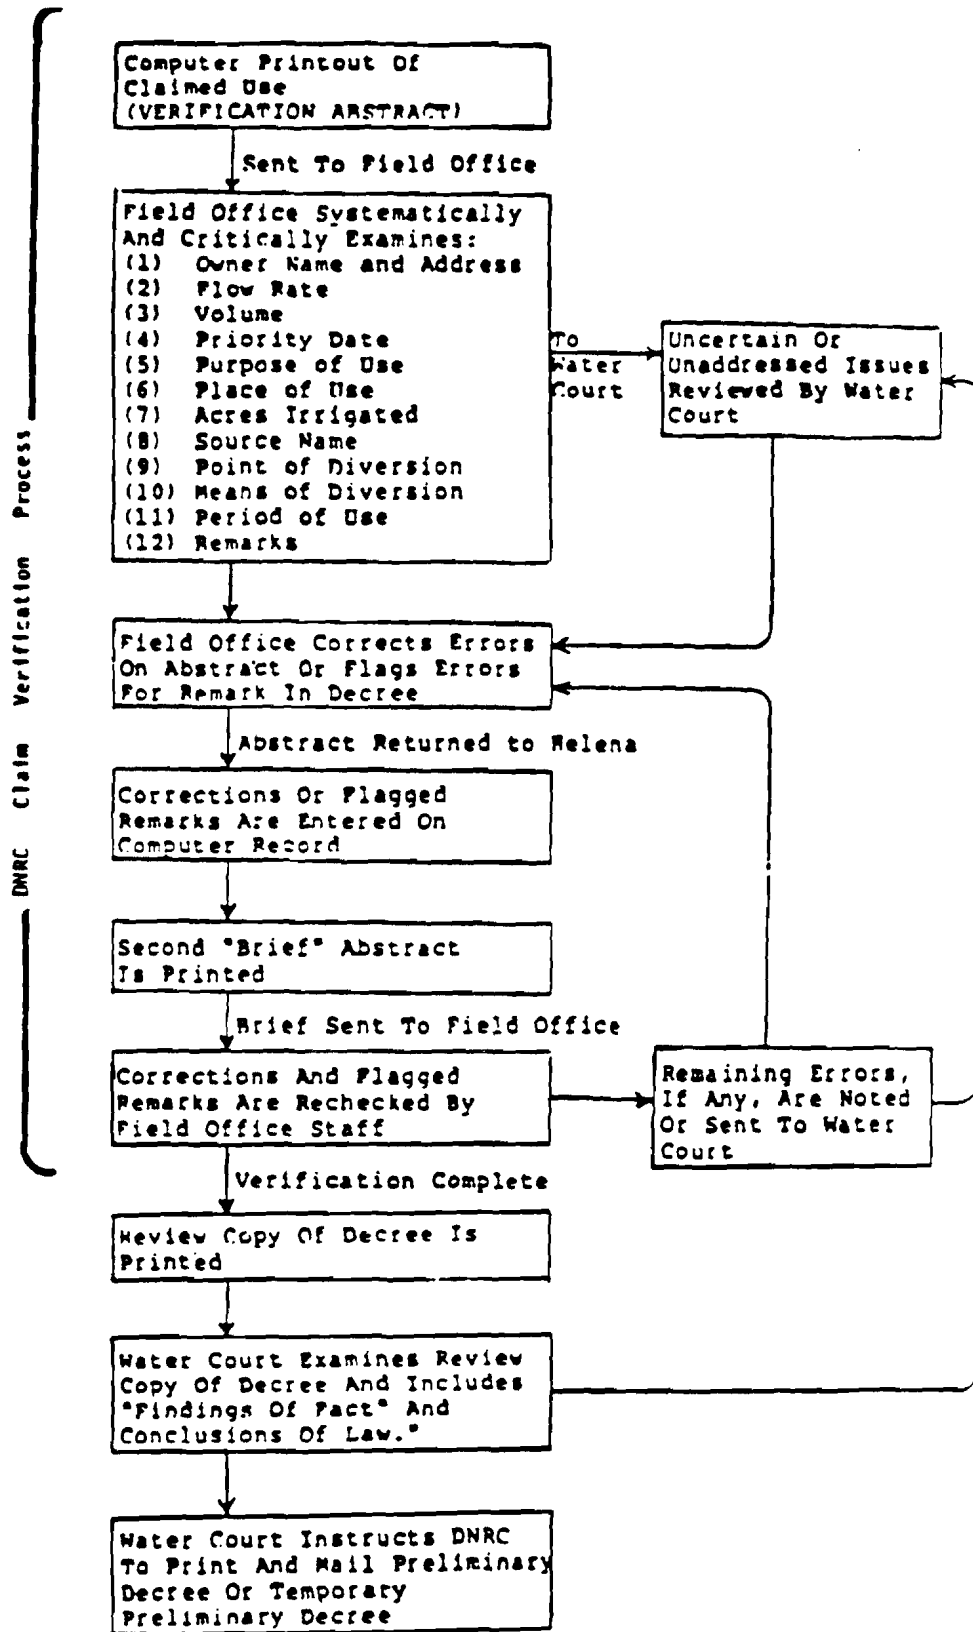 DNRC Claim Verification Process
Computer Printout Of
Claimed Use
(VERIFICATION ABSTRACT)
Sent To Field Office
Field Office Systematically
And Critically Examines:
(1) Owner Name and Address
(2) Flow Rate
(3) Volume
(4) Priority Date
(5) Purpose of Use
(6) Place of Use
(7) Acres Irrigated
(8) Source Name
(9) Point of Diversion
(10) Means of Diversion
(11) Period of Use
(12) Remarks
To
Water
Court
Uncertain Or
Unaddressed Issues
Reviewed By Water
Court
Field Office Corrects Errors
On Abstract Or Flags Errors
For Remark In Decree
Abstract Returned to Helena
Corrections Or Flagged
Remarks Are Entered On
Computer Record
Second "Brief" Abstract
Is Printed
Brief Sent To Field Office
Corrections And Flagged
Remarks Are Rechecked By
Field Office Staff
Remaining Errors,
If Any, Are Noted
Or Sent To Water
Court
Verification Complete
Review Copy Of Decree Is
Printed
Water Court Examines Review
Copy Of Decree And Includes
"Findings Of Fact" And
Conclusions Of Law."
Water Court Instructs DNRC
To Print And Mail Preliminary
Decree Or Temporary
Preliminary Decree